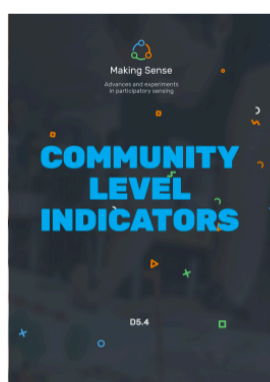 Making Sense
Advances and experiments
in participatory sensing
COMMUNITY
LEVEL
INDICATORS
D5.4